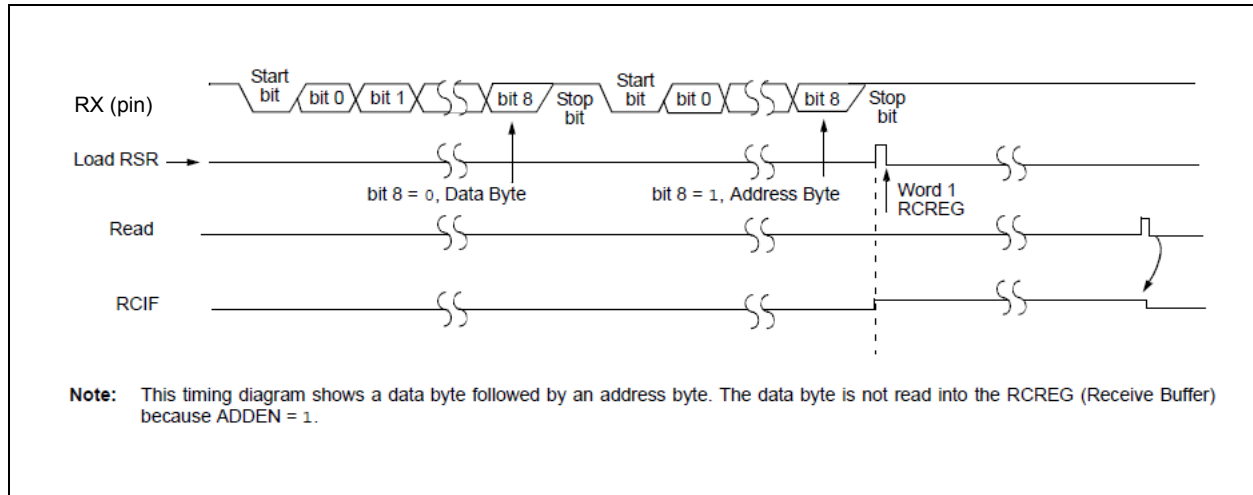 Start bit
bit 0
bit 1
bit 8
Stop bit
Start bit
bit 0
bit 8
Stop bit
RX (pin)
Load RSR
bit 8 = 0, Data Byte
bit 8 = 1, Address Byte
Word 1
RCREG
Read
RCIF
Note: This timing diagram shows a data byte followed by an address byte. The data byte is not read into the RCREG (Receive Buffer)
because ADDEN = 1.